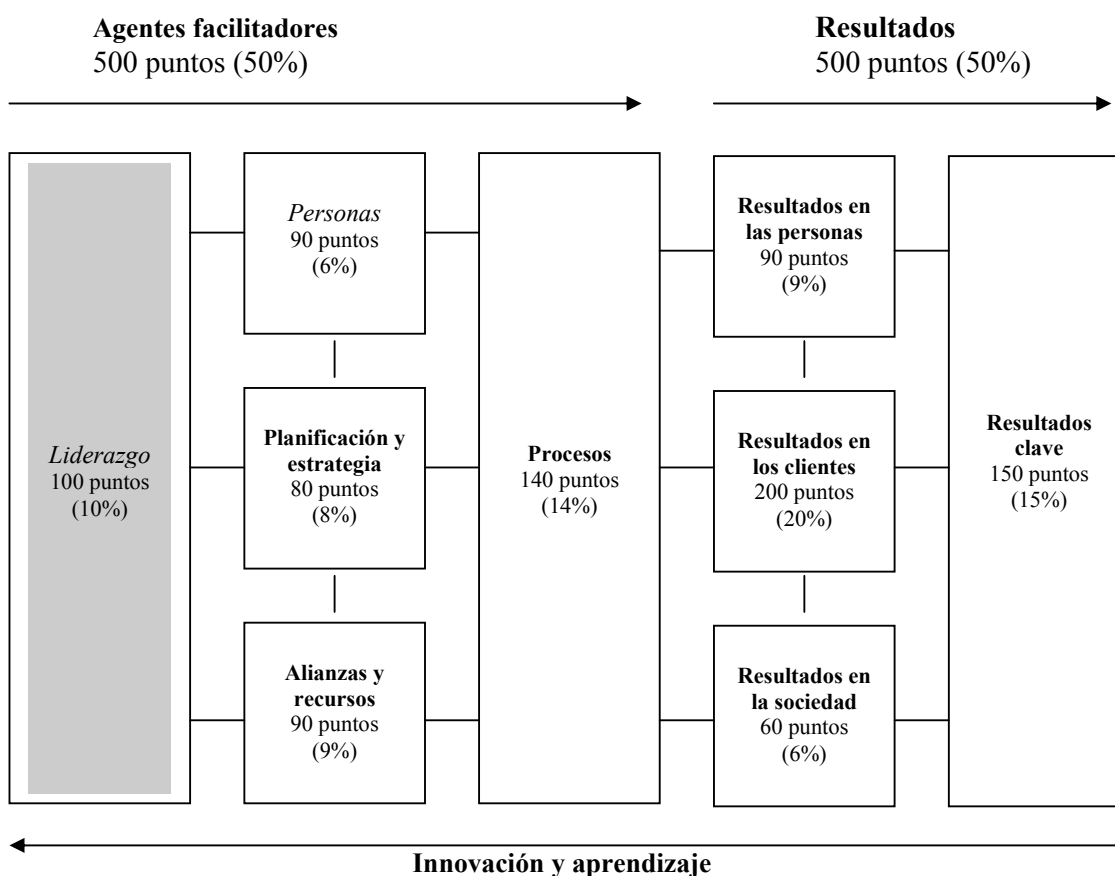 Agentes facilitadores
500 puntos (50%)
Resultados
500 puntos (50%)
Liderazgo
100 puntos
(10%)
Personas
90 puntos
(6%)
Planificación y
estrategia
80 puntos
(8%)
Alianzas y
recursos
90 puntos
(9%)
Procesos
140 puntos
(14%)
Resultados en
las personas
90 puntos
(9%)
Resultados en
los clientes
200 puntos
(20%)
Resultados en
la sociedad
60 puntos
(6%)
Resultados
clave
150 puntos
(15%)
Innovación y aprendizaje